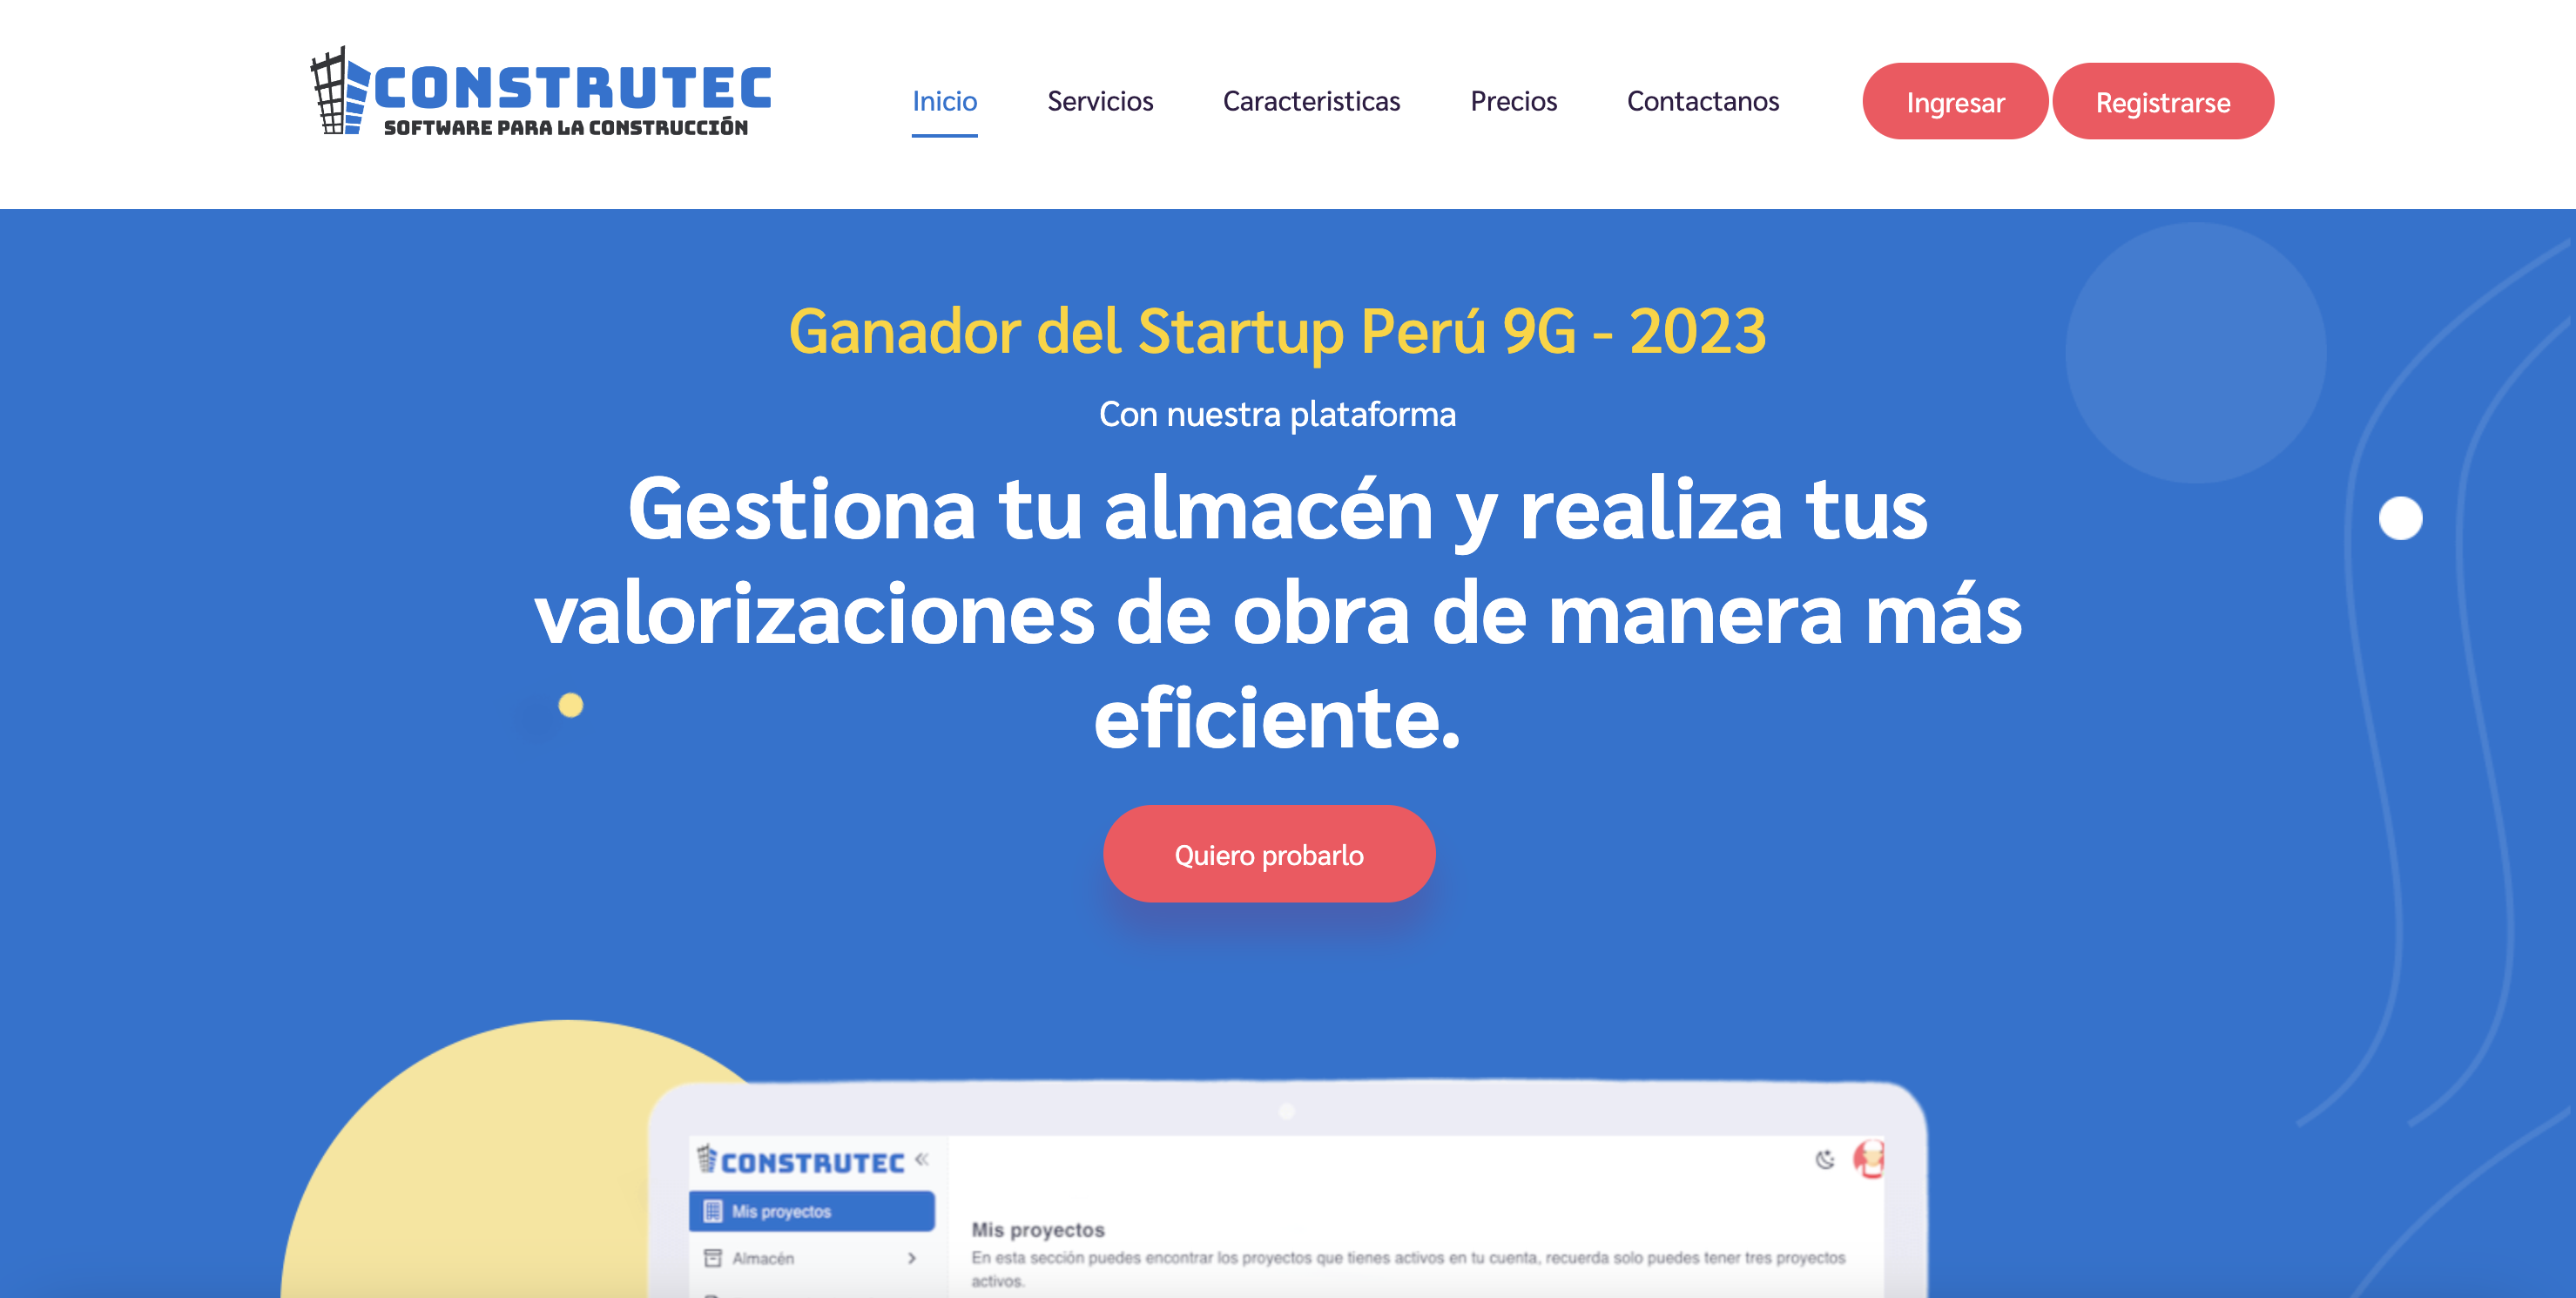 CONSTRUTEC
SOFTWARE PARA LA CONSTRUCCIÓN
Inicio
Servicios
Caracteristicas
Precios
Contactanos
Ingresar
Registrarse
Ganador del Startup Perú 9G - 2023
Con nuestra plataforma
Gestiona tu almacén y realiza tus
valorizaciones de obra de manera más
eficiente.
Quiero probarlo
CONSTRUTEC
Mis proyectos
Almacén
Mis proyectos
En esta sección puedes encontrar los proyectos que tienes activos en tu cuenta, recuerda solo puedes tener tres proyectos
activos.